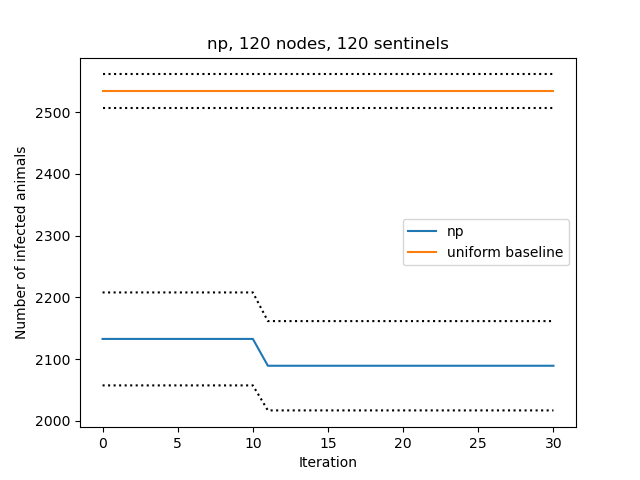 np, 120 nodes, 120 sentinels
Number of infected animals
2500
2400
2300
2200
2100
2000
np
uniform baseline
0 5 10 15 20 25 30
Iteration